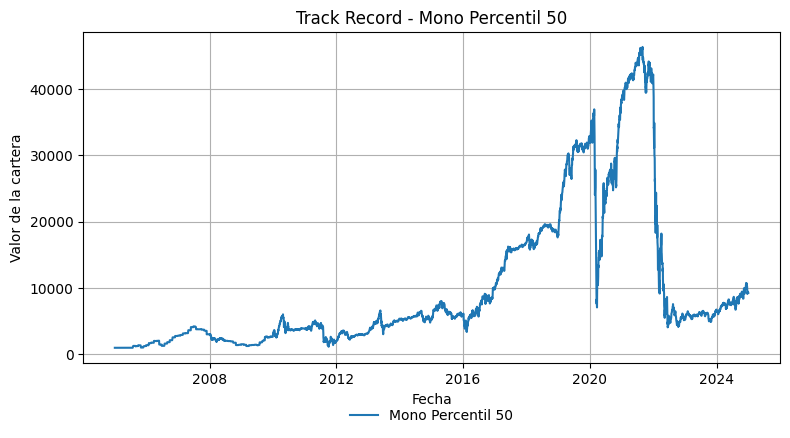 Track Record - Mono Percentil 50
Valor de la cartera
40000
30000
20000
10000
0
2008 2012 2016 2020 2024
Fecha
Mono Percentil 50